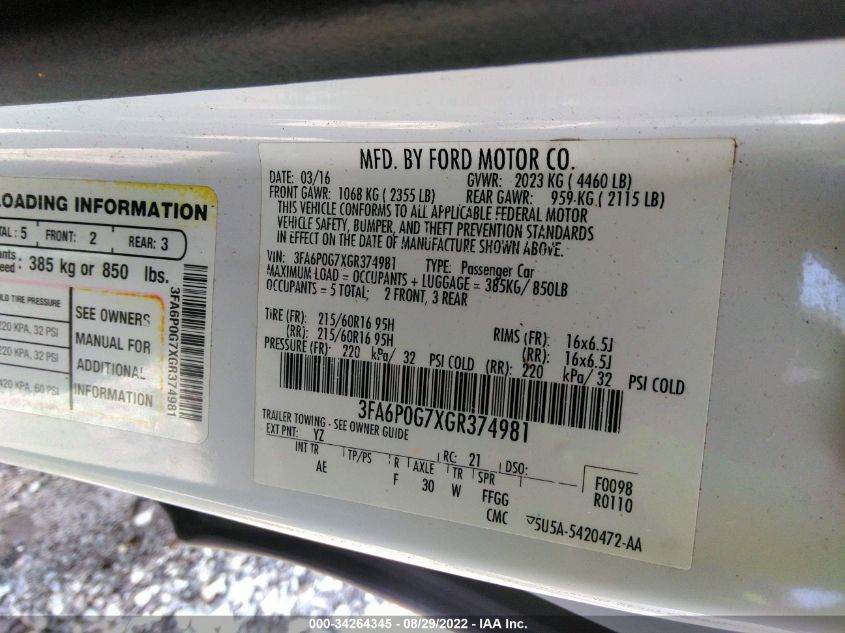 LOADING INFORMATION
TAL: 5 FRONT: 2 REAR: 3
385 kg or 850 lbs.
TIRE PRESSURE
220 KPA, 32 PSI
220 KPA, 32 PSI
420 KPA, 60 PSI
SEE OWNERS
MANUAL FOR
ADDITIONAL
INFORMATION
3FA6P0G7XGR374981
MFD. BY FORD MOTOR CO.
DATE: 03/16 GVWR: 2023 KG ( 4460 LB)
FRONT GAWR: 1068 KG ( 2355 LB) REAR GAWR: 959 KG ( 2115 LB)
THIS VEHICLE CONFORMS TO ALL APPLICABLE FEDERAL MOTOR
VEHICLE SAFETY, BUMPER, AND THEFT PREVENTION STANDARDS
IN EFFECT ON THE DATE OF MANUFACTURE SHOWN ABOVE.
VIN: 3FA6P0G7XGR374981 TYPE: Passenger Car
MAXIMUM LOAD = OCCUPANTS + LUGGAGE = 385KG/ 850LB
OCCUPANTS = 5 TOTAL; 2 FRONT, 3 REAR
TIRE (FR): 215/60R16 95H RIMS (FR): 16x6.5J
(RR): 215/60R16 95H (RR): 16x6.5J
PRESSURE (FR): 220 kPa/ 32 PSI COLD (RR): 220 kPa/ 32 PSI COLD
3FA6P0G7XGR374981
TRAILER TOWING - SEE OWNER GUIDE
EXT PNT: YZ RC: 21 DSO:
INT TR TP/PS R AXLE TR SPR
AE F 30 W FFGG
CMC
F0098
R0110
5U5A-5420472-AA
000-34264345 - 08/29/2022 - IAA Inc.